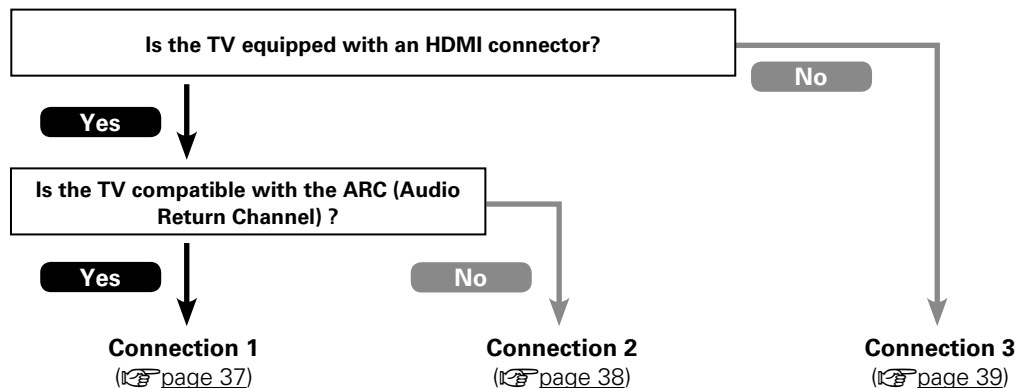 Is the TV equipped with an HDMI connector?
No
Yes
Is the TV compatible with the ARC (Audio
Return Channel) ?
Yes
No
Connection 1
(page 37)
Connection 2
(page 38)
Connection 3
(page 39)